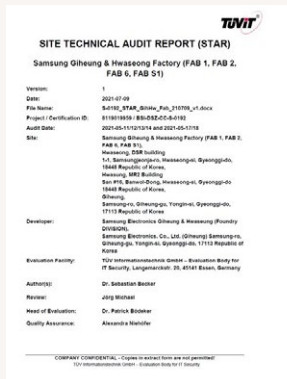 TÜViT
SITE TECHNICAL AUDIT REPORT (STAR)
Samsung Giheung & Hwaseong Factory (FAB 1, FAB 2,
FAB 6, FAB S1)
Version: 1
Date: 2021-07-09
File Name: S-0192_STAR_GiHHw_Fab_210709_v1.docx
Project / Certification ID: 8119019659 / BSI-DSZ-CC-S-0192
Audit Date: 2021-05-11/12/13/14 and 2021-05-17/18
Site: Samsung Giheung & Hwaseong Factory (FAB 1, FAB 2,
FAB 6, FAB S1),
Hwaseong, DSR building
1-1, Samsungjeonja-ro, Hwaseong-si, Gyeonggi-do,
18448 Republic of Korea,
Hwasung, MR2 Building
San #16, Banwol-Dong, Hwasung-si, Gyeonggi-do
18448 Republic of Korea,
Giheung,
Samsung-ro, Giheung-gu, Yongin-si, Gyeonggi-do,
17113 Republic of Korea
Developer: Samsung Electronics Giheung & Hwaseong (Foundry
DIVISION),
Samsung Electronics. Co., Ltd. (Giheung) Samsung-ro,
Giheung-gu, Yongin-si, Gyeonggi-do, 17113 Republic of
Korea
Evaluation Facility: TÜV Informationstechnik GmbH – Evaluation Body for
IT Security, Langemarckstr. 20, 45141 Essen, Germany
Author(s): Dr. Sebastian Becker
Review: Jörg Michael
Head of Evaluation: Dr. Patrick Bödeker
Quality Assurance: Alexandra Niehöfer
COMPANY CONFIDENTIAL - Copies in extract form are not permitted!
TÜV Informationstechnik GmbH - Evaluation Body for IT Security